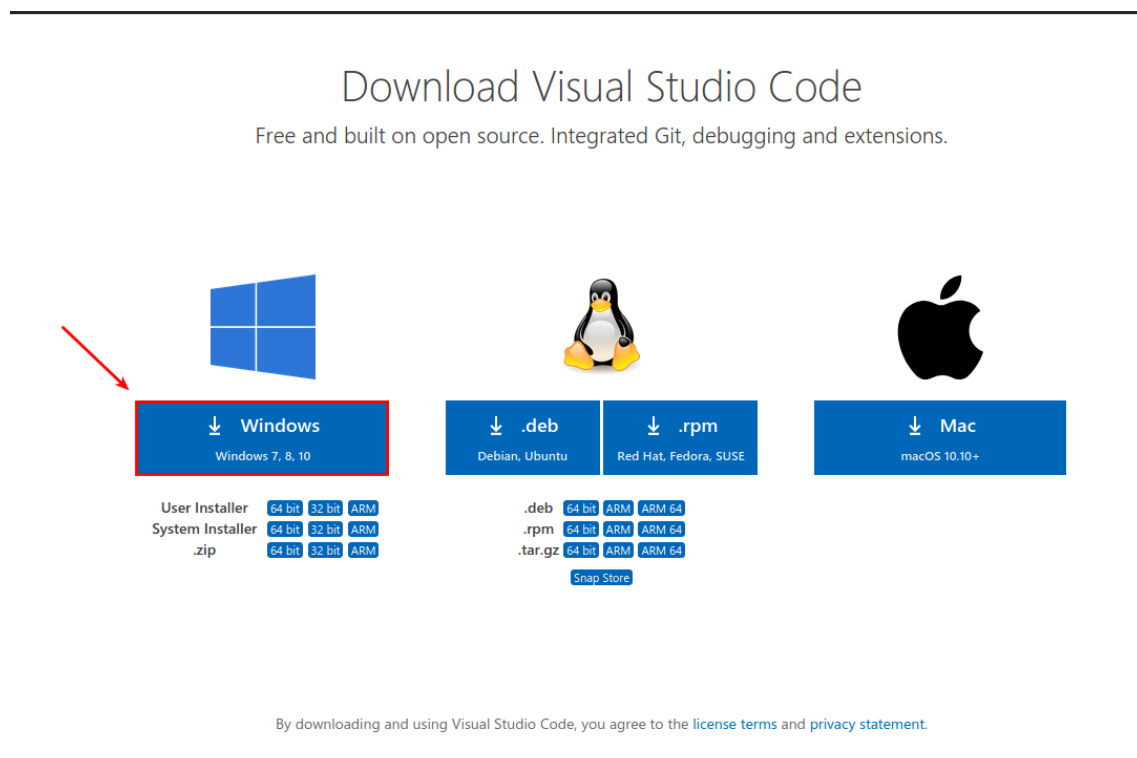 Download Visual Studio Code
Free and built on open source. Integrated Git, debugging and extensions.
Windows
Windows 7, 8, 10
User Installer 64 bit 32 bit ARM
System Installer 64 bit 32 bit ARM
.zip 64 bit 32 bit ARM
.deb
Debian, Ubuntu
.rpm
Red Hat, Fedora, SUSE
.deb 64 bit ARM ARM 64
.rpm 64 bit ARM ARM 64
.tar.gz 64 bit ARM ARM 64
Snap Store
Mac
macOS 10.10+
By downloading and using Visual Studio Code, you agree to the license terms and privacy statement.